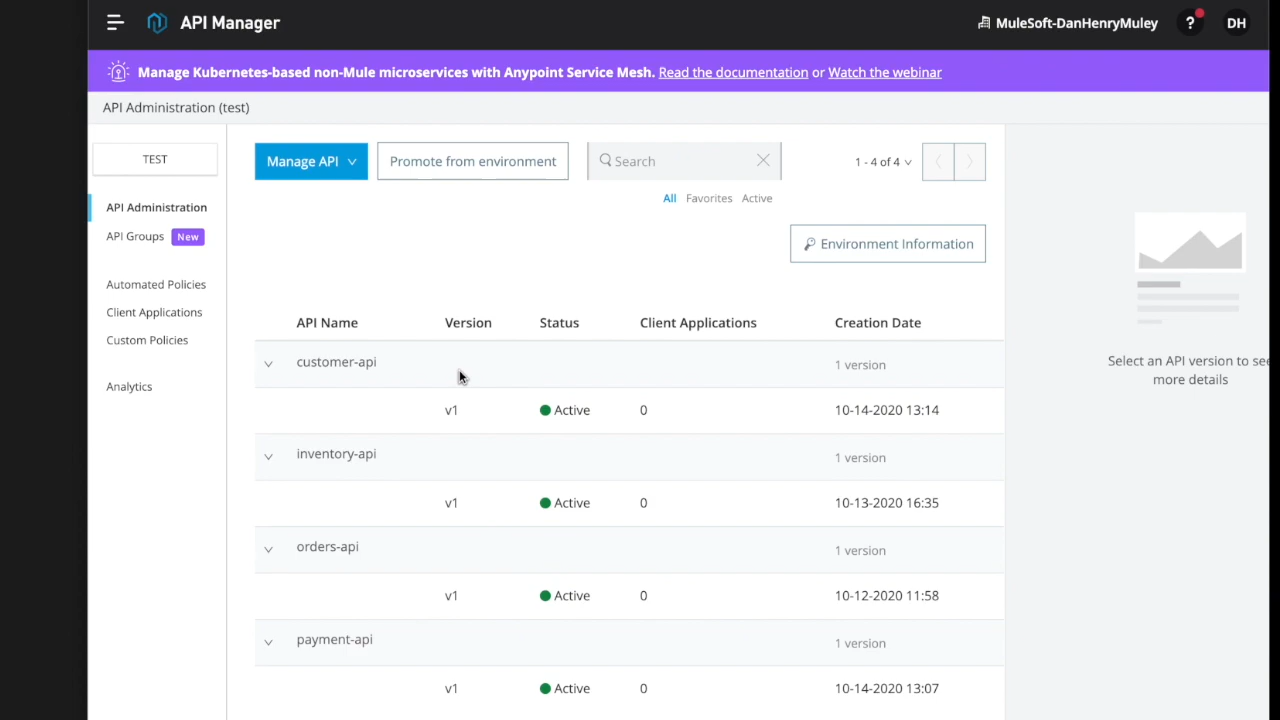 API Manager
MuleSoft-DanHenryMuley ? DH
Manage Kubernetes-based non-Mule microservices with Anypoint Service Mesh. Read the documentation or Watch the webinar
API Administration (test)
TEST
API Administration
API Groups New
Automated Policies
Client Applications
Custom Policies
Analytics
Manage API Promote from environment Search 1 - 4 of 4
All Favorites Active
Environment Information
API Name Version Status Client Applications Creation Date
customer-api 1 version
v1 Active 0 10-14-2020 13:14
inventory-api 1 version
v1 Active 0 10-13-2020 16:35
orders-api 1 version
v1 Active 0 10-12-2020 11:58
payment-api 1 version
v1 Active 0 10-14-2020 13:07
Select an API version to see
more details